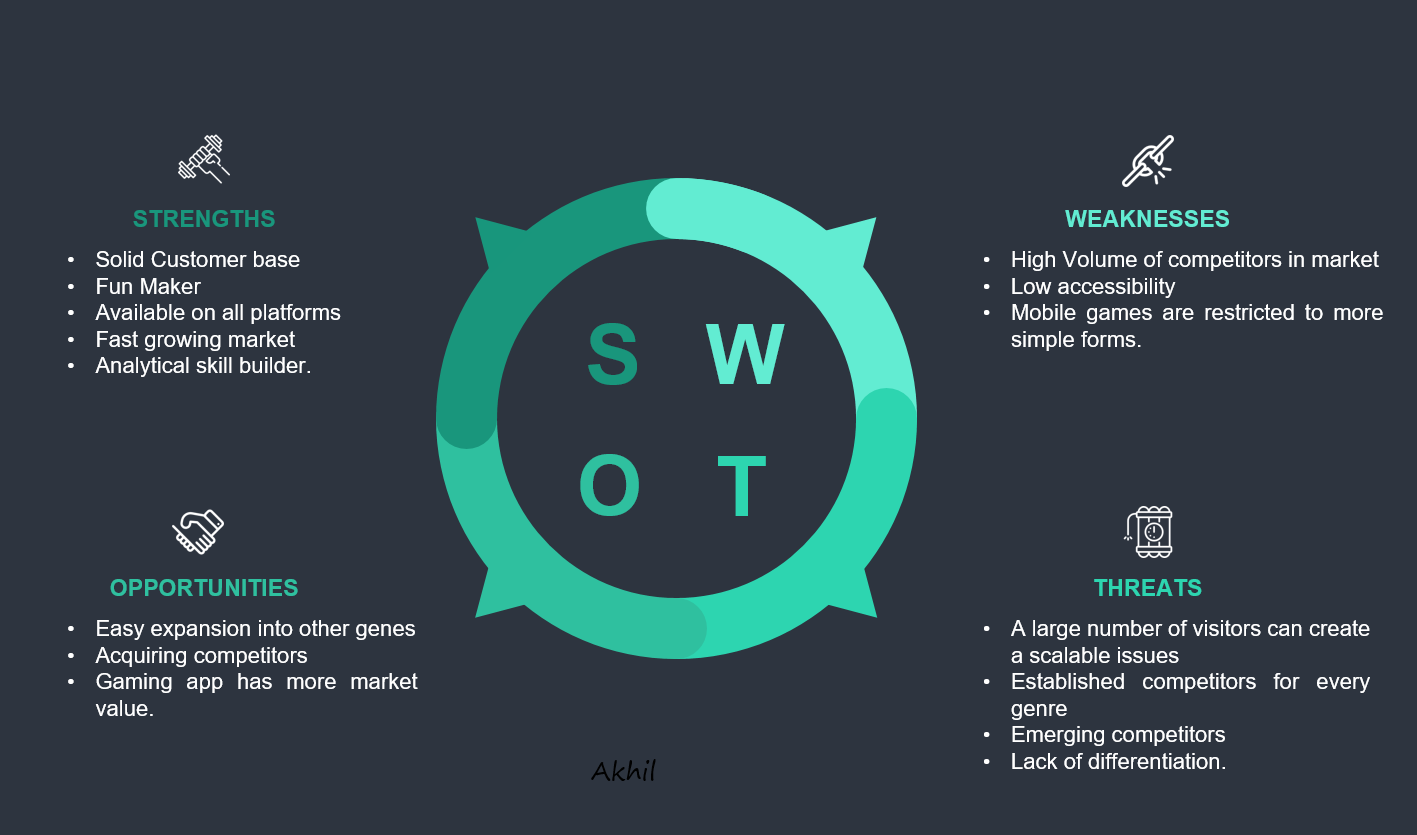 STRENGTHS
• Solid Customer base
• Fun Maker
• Available on all platforms
• Fast growing market
• Analytical skill builder.
WEAKNESSES
• High Volume of competitors in market
• Low accessibility
• Mobile games are restricted to more
simple forms.
S W
O T
OPPORTUNITIES
• Easy expansion into other genes
• Acquiring competitors
• Gaming app has more market
value.
THREATS
• A large number of visitors can create
a scalable issues
• Established competitors for every
genre
• Emerging competitors
• Lack of differentiation.
Akhil